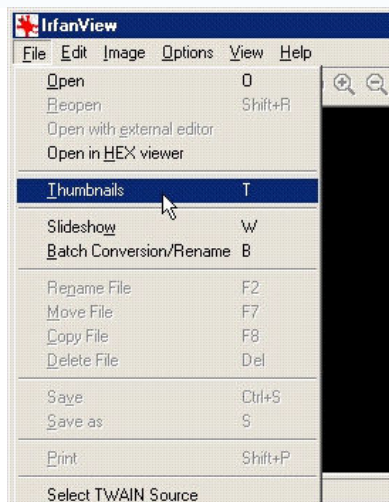 IrfanView
File Edit Image Options View Help
Open O
Reopen Shift+R
Open with external editor
Open in HEX viewer
Thumbnails T
Slideshow W
Batch Conversion/Rename B
Rename File F2
Move File F7
Copy File F8
Delete File Del
Save Ctrl+S
Save as S
Print Shift+P
Select TWAIN Source